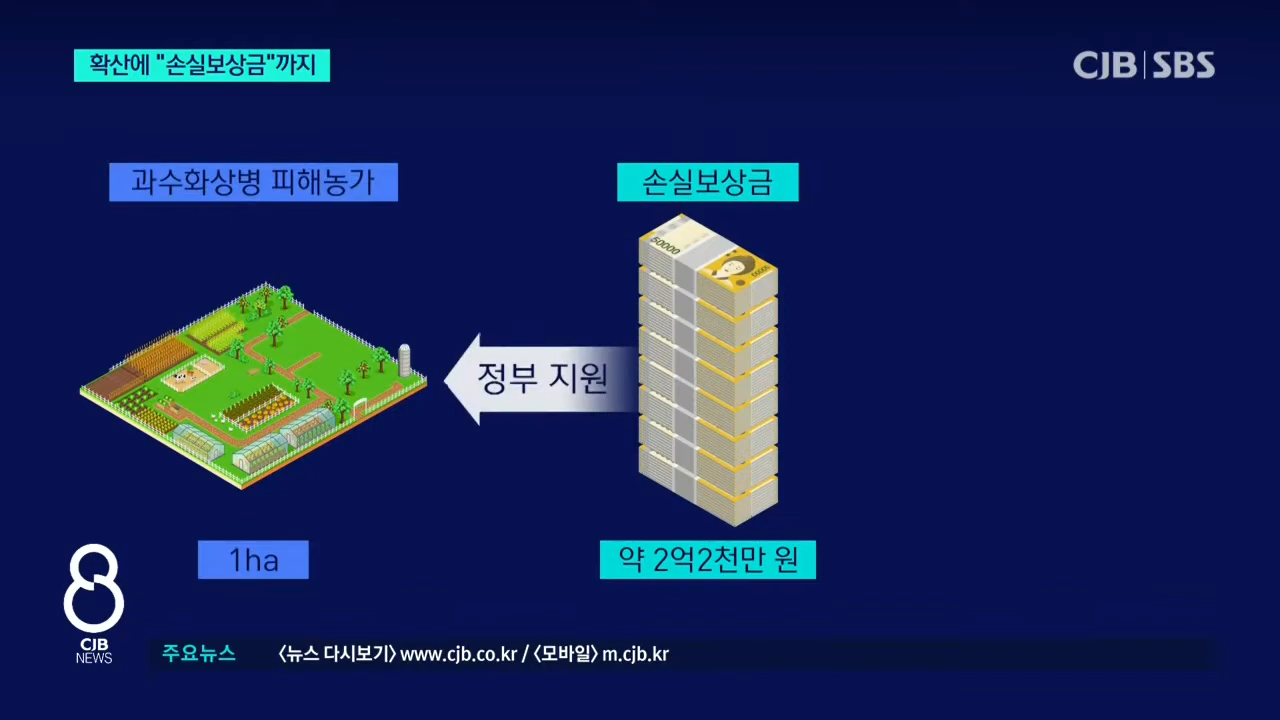 확산에 "손실보상금"까지
CJB SBS
과수화상병 피해농가
손실보상금
50000
50000
정부 지원
1ha
약 2억2천만 원
8
CJB
NEWS
주요뉴스 〈뉴스 다시보기〉 www.cjb.co.kr / 〈모바일〉 m.cjb.kr